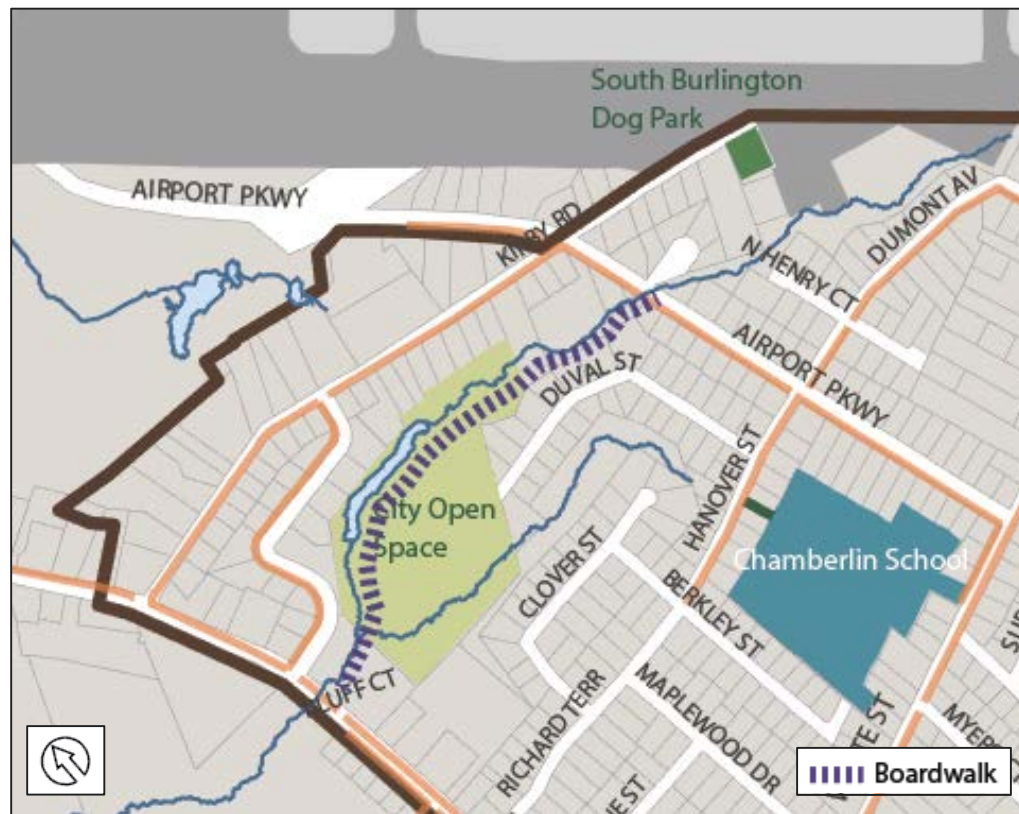 South Burlington
Dog Park
AIRPORT PKWY
KIRBY RD
DUMONT AV
N HENRY CT
AIRPORT PKWY
DUVAL ST
HANOVER ST
City Open
Space
Chamberlin School
CLOVER ST
BERKLEY ST
RICHARD TERR
MAPLEWOOD DR
Boardwalk